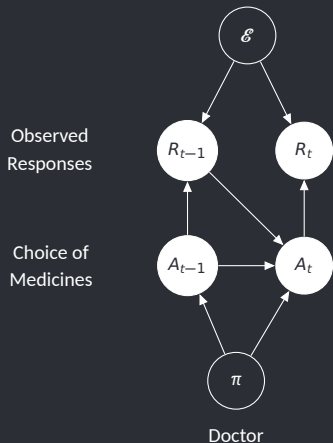 ℰ
Observed
Responses
R_{t−1}
R_t
Choice of
Medicines
A_{t−1}
A_t
π
Doctor